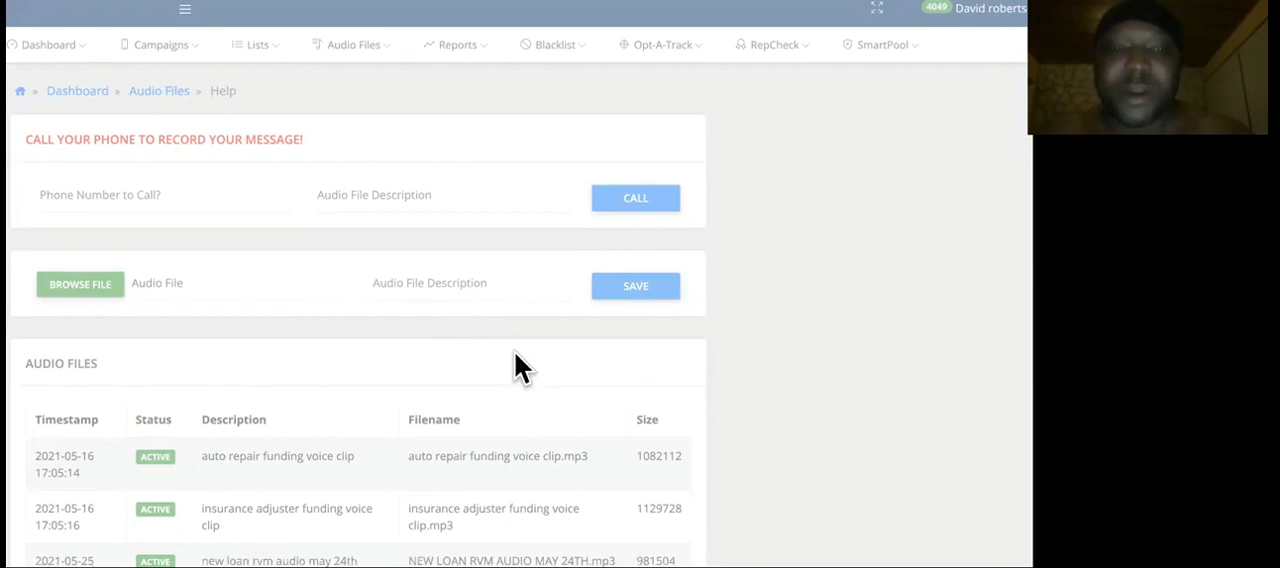 4049 David roberts
Dashboard Campaigns Lists Audio Files Reports Blacklist Opt-A-Track RepCheck SmartPool
» Dashboard » Audio Files » Help
CALL YOUR PHONE TO RECORD YOUR MESSAGE!
Phone Number to Call? Audio File Description CALL
BROWSE FILE Audio File Audio File Description SAVE
AUDIO FILES
Timestamp Status Description Filename Size
2021-05-16 ACTIVE auto repair funding voice clip auto repair funding voice clip.mp3 1082112
17:05:14
2021-05-16 ACTIVE insurance adjuster funding voice insurance adjuster funding voice 1129728
17:05:16 clip clip.mp3
2021-05-25 ACTIVE new loan rvm audio may 24th NEW LOAN RVM AUDIO MAY 24TH.mp3 981504